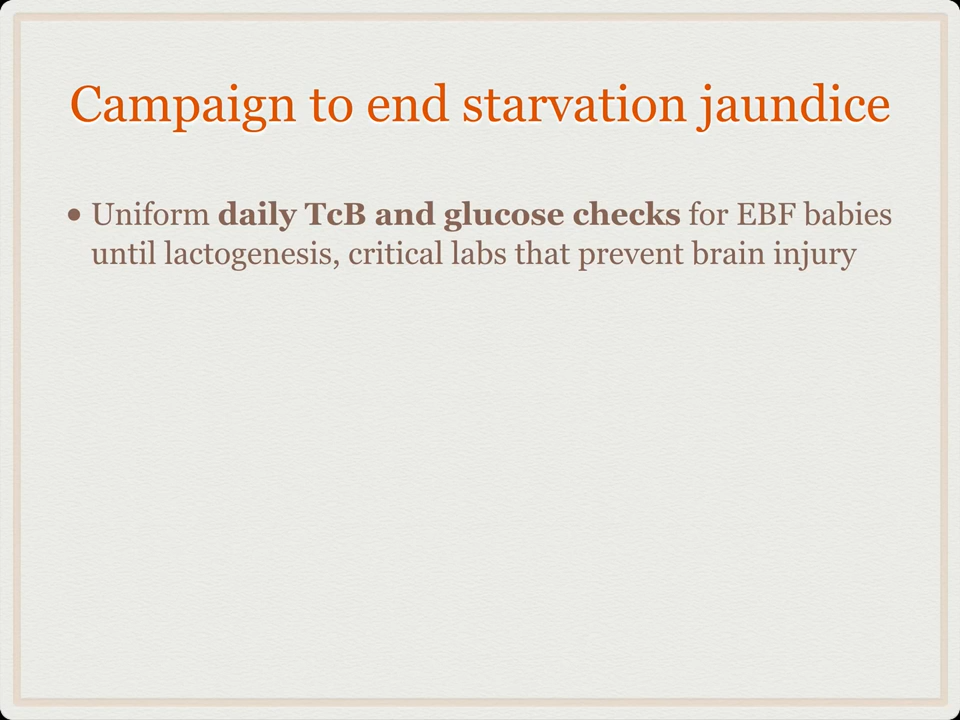 Campaign to end starvation jaundice
• Uniform daily TcB and glucose checks for EBF babies
until lactogenesis, critical labs that prevent brain injury